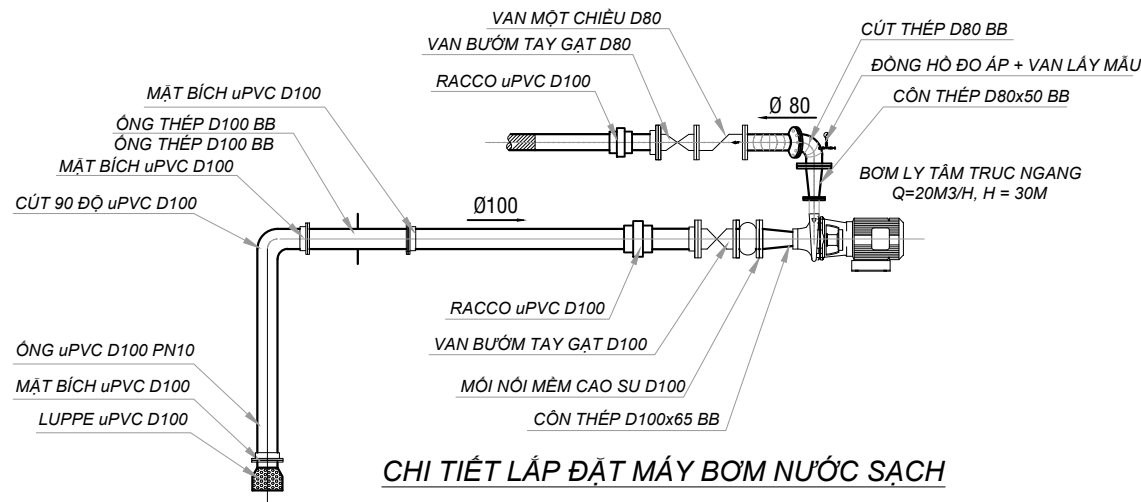 VAN MỘT CHIỀU D80
VAN BƯỚM TAY GẠT D80
RACCO uPVC D100
CÚT THÉP D80 BB
ĐỒNG HỒ ĐO ÁP + VAN LẤY MẪU
CÔN THÉP D80x50 BB
MẶT BÍCH uPVC D100
Ø 80
ỐNG THÉP D100 BB
ỐNG THÉP D100 BB
MẶT BÍCH uPVC D100
CÚT 90 ĐỘ uPVC D100
BƠM LY TÂM TRUC NGANG
Q=20M3/H, H = 30M
Ø100
RACCO uPVC D100
VAN BƯỚM TAY GẠT D100
MỐI NỐI MỀM CAO SU D100
CÔN THÉP D100x65 BB
ỐNG uPVC D100 PN10
MẶT BÍCH uPVC D100
LUPPE uPVC D100
CHI TIẾT LẮP ĐẶT MÁY BƠM NƯỚC SẠCH